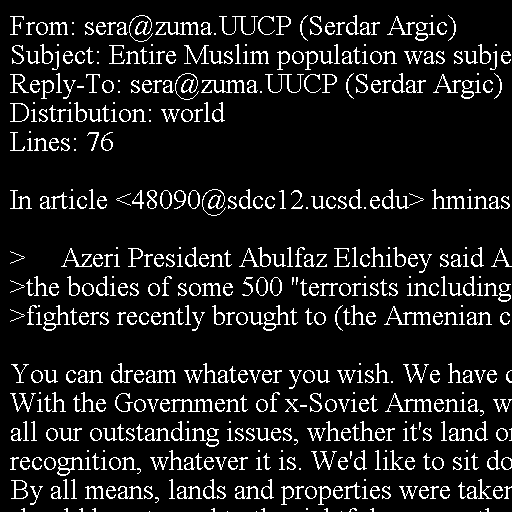 From: sera@zuma.UUCP (Serdar Argic)
Subject: Entire Muslim population was subje
Reply-To: sera@zuma.UUCP (Serdar Argic)
Distribution: world
Lines: 76

In article <48090@sdcc12.ucsd.edu> hminas

>     Azeri President Abulfaz Elchibey said A
>the bodies of some 500 "terrorists including
>fighters recently brought to (the Armenian c

You can dream whatever you wish. We have
With the Government of x-Soviet Armenia, w
all our outstanding issues, whether it's land o
recognition, whatever it is. We'd like to sit do
By all means, lands and properties were taken